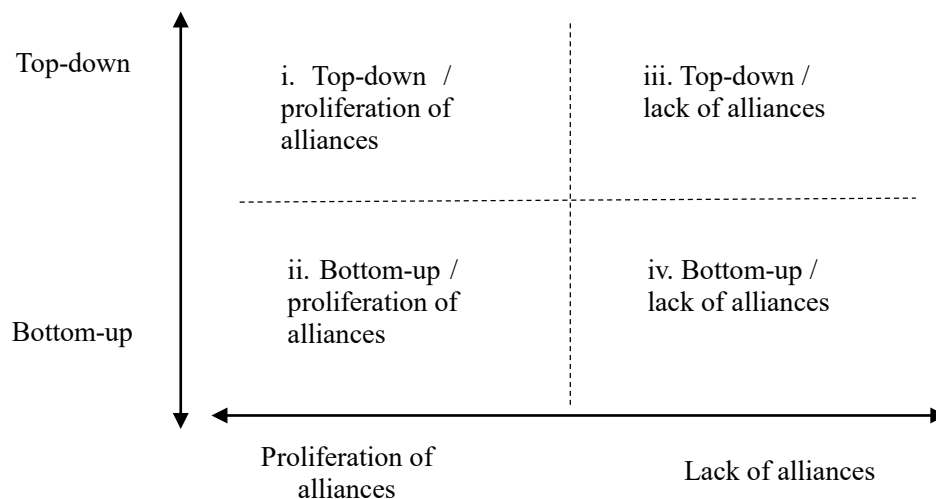 Top-down
i. Top-down /
proliferation of
alliances
iii. Top-down /
lack of alliances
Bottom-up
ii. Bottom-up /
proliferation of
alliances
iv. Bottom-up /
lack of alliances
Proliferation of
alliances
Lack of alliances